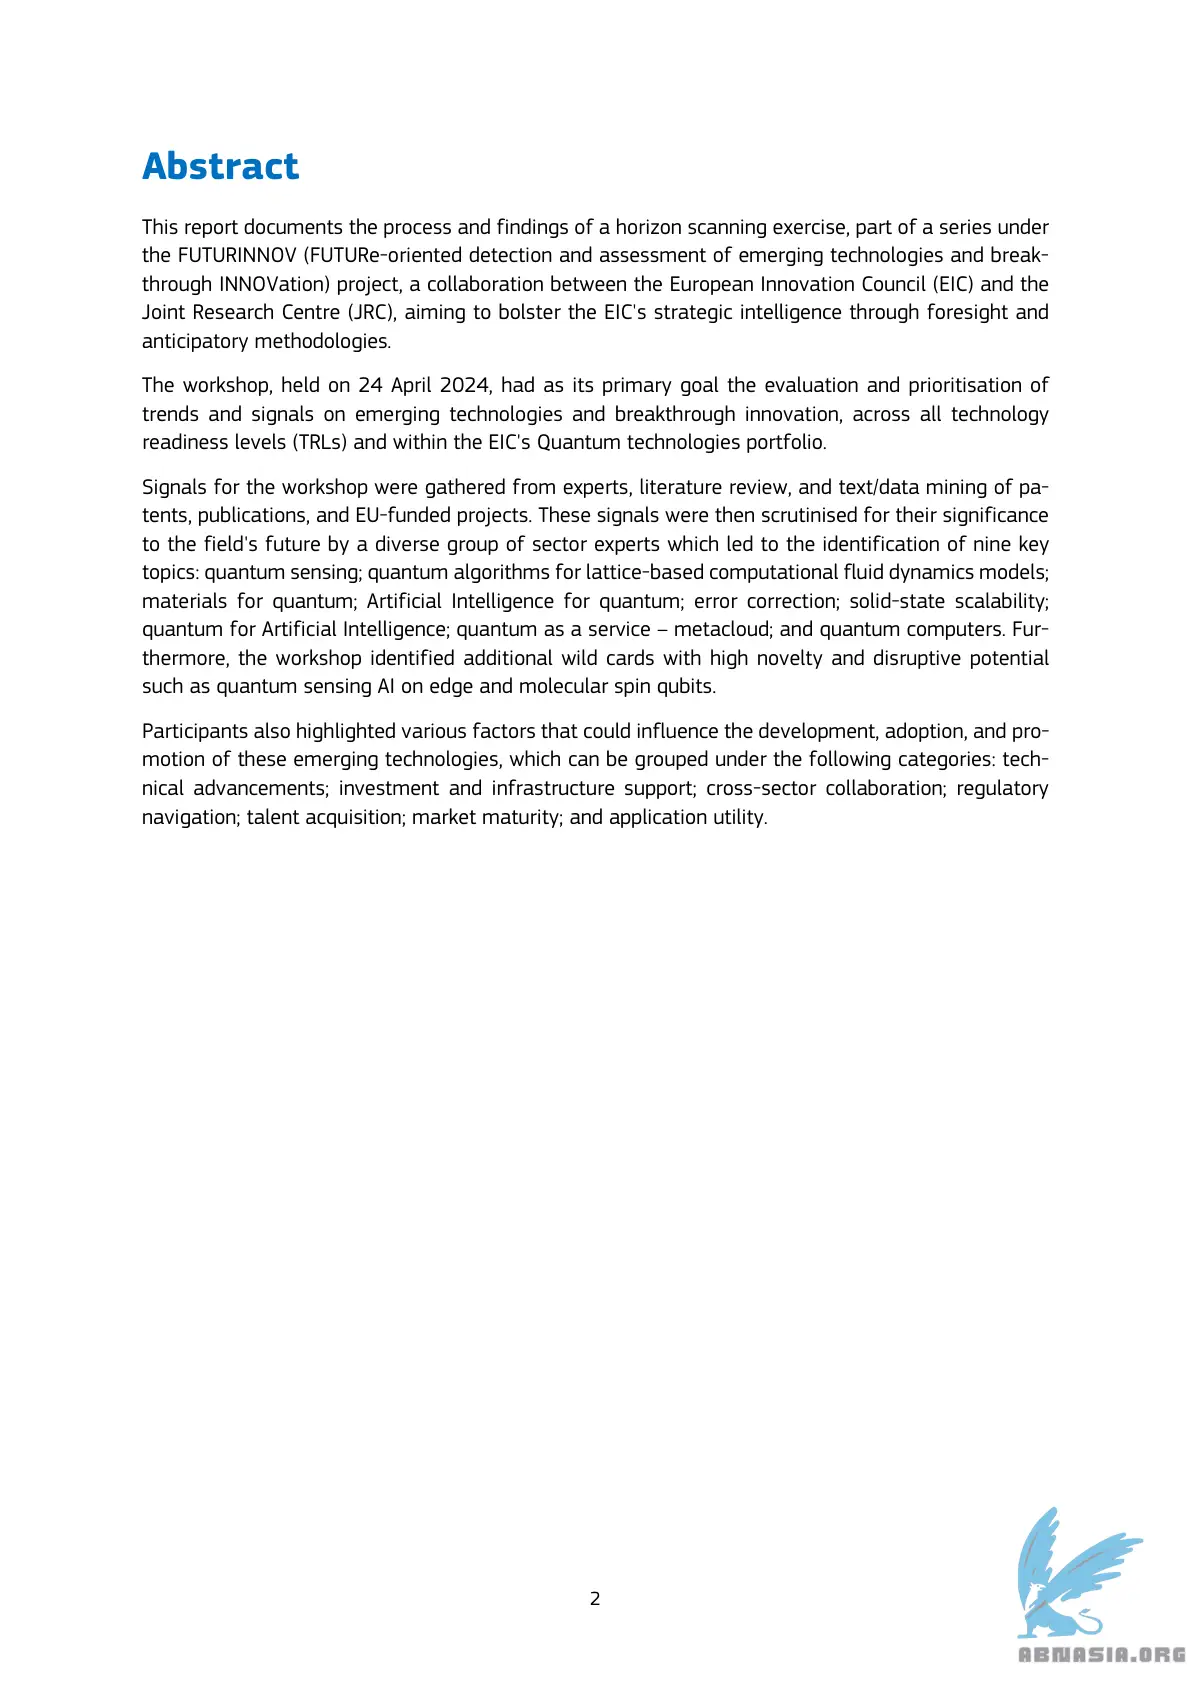 Abstract
This report documents the process and findings of a horizon scanning exercise, part of a series under
the FUTURINNOV (FUTURe-oriented detection and assessment of emerging technologies and break-
through INNOVation) project, a collaboration between the European Innovation Council (EIC) and the
Joint Research Centre (JRC), aiming to bolster the EIC's strategic intelligence through foresight and
anticipatory methodologies.
The workshop, held on 24 April 2024, had as its primary goal the evaluation and prioritisation of
trends and signals on emerging technologies and breakthrough innovation, across all technology
readiness levels (TRLs) and within the EIC's Quantum technologies portfolio.
Signals for the workshop were gathered from experts, literature review, and text/data mining of pa-
tents, publications, and EU-funded projects. These signals were then scrutinised for their significance
to the field's future by a diverse group of sector experts which led to the identification of nine key
topics: quantum sensing; quantum algorithms for lattice-based computational fluid dynamics models;
materials for quantum; Artificial Intelligence for quantum; error correction; solid-state scalability;
quantum for Artificial Intelligence; quantum as a service – metacloud; and quantum computers. Fur-
thermore, the workshop identified additional wild cards with high novelty and disruptive potential
such as quantum sensing AI on edge and molecular spin qubits.
Participants also highlighted various factors that could influence the development, adoption, and pro-
motion of these emerging technologies, which can be grouped under the following categories: tech-
nical advancements; investment and infrastructure support; cross-sector collaboration; regulatory
navigation; talent acquisition; market maturity; and application utility.
2
ABNASIA.ORG